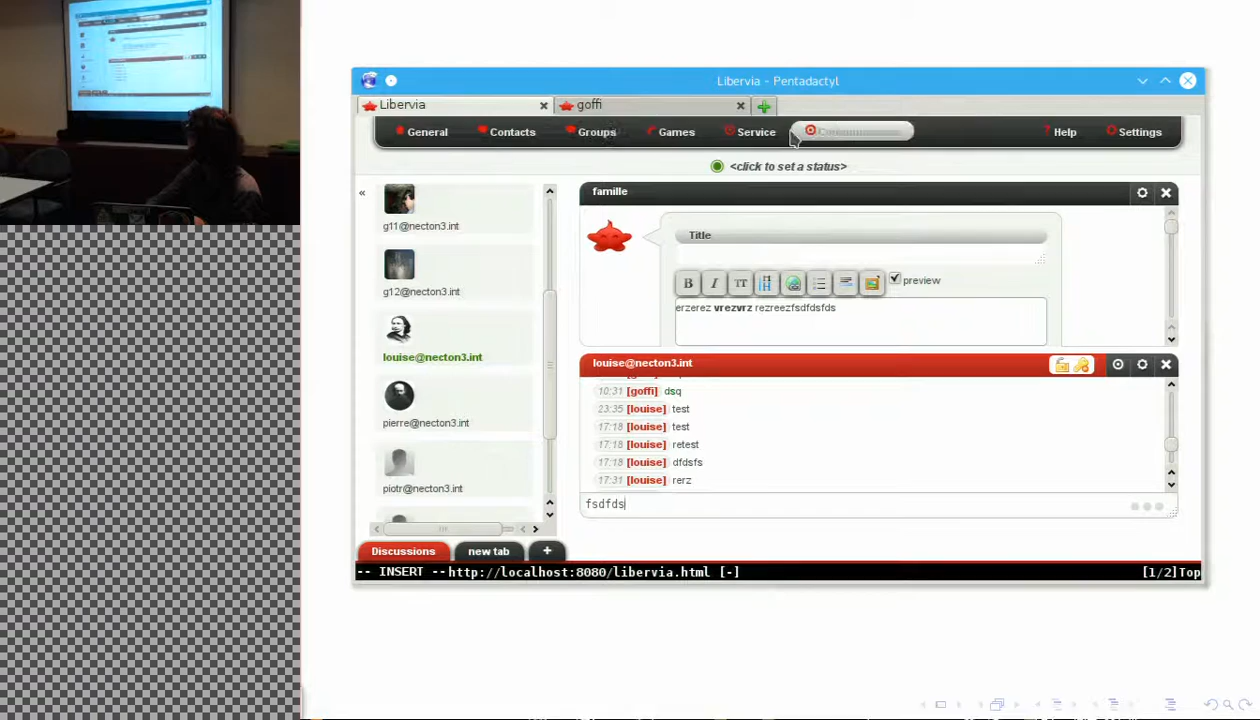 Libervia - Pentadactyl
Libervia
goffi
General
Contacts
Groups
Games
Service
Help
Settings
<click to set a status>
«
g11@necton3.int
g12@necton3.int
louise@necton3.int
pierre@necton3.int
piotr@necton3.int
famille
Title
B I TT
preview
erzerez vrezvrz rezreezfsdfdsfds
louise@necton3.int
10:31 [goffi] dsq
23:35 [louise] test
17:18 [louise] test
17:18 [louise] retest
17:18 [louise] dfdsfs
17:31 [louise] rerz
fsdfds
Discussions
new tab
+
-- INSERT --http://localhost:8080/libervia.html [-]
[1/2]Top